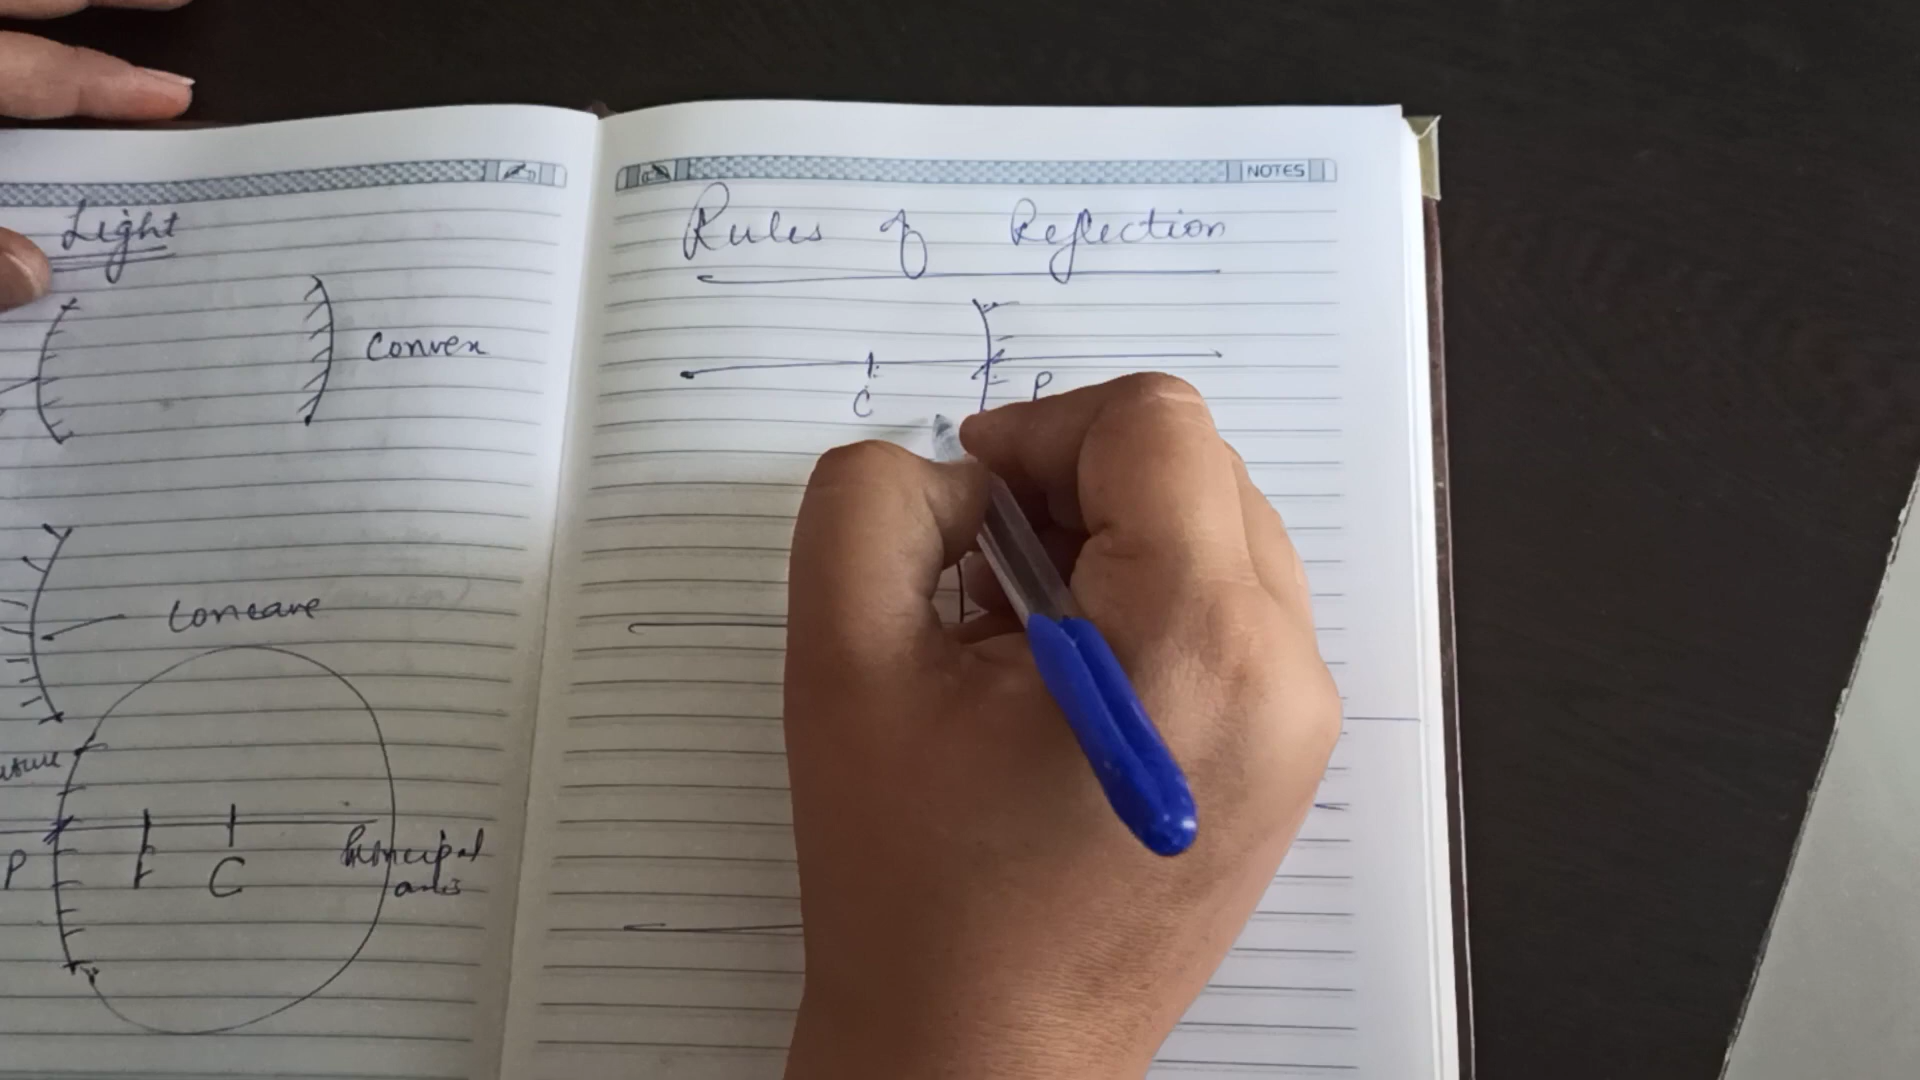 Light
Convex
Concave
P
F
C
Principal
axis
NOTES
Rules of Reflection
C
P